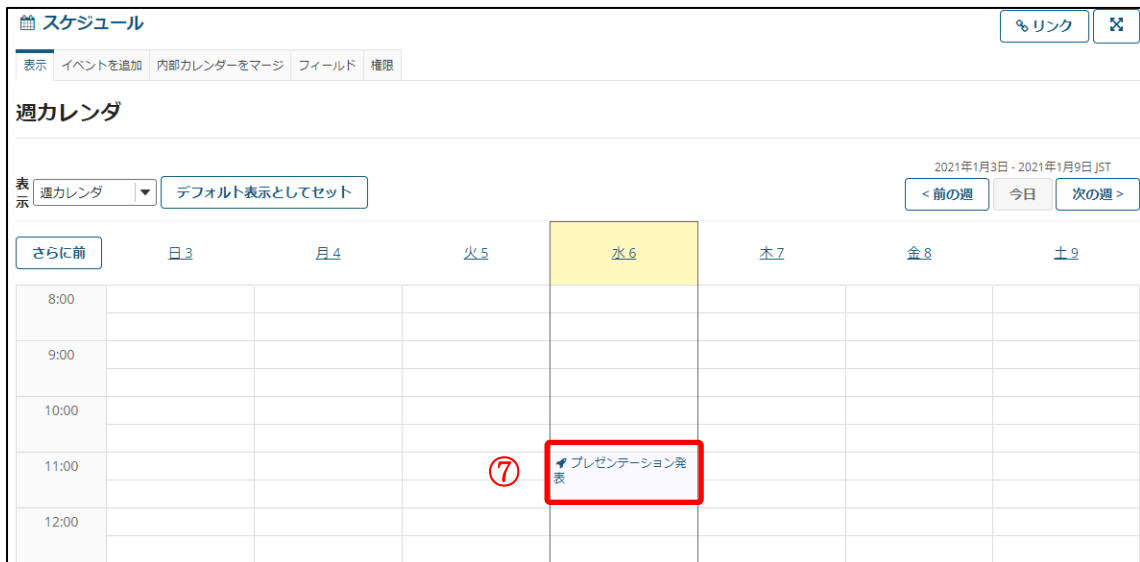 スケジュール
リンク
表示 イベントを追加 内部カレンダーをマージ フィールド 権限
週カレンダ
2021年1月3日 - 2021年1月9日 JST
表示 週カレンダ デフォルト表示としてセット
< 前の週 今日 次の週 >
さらに前 日 3 月 4 火 5 水 6 木 7 金 8 土 9
8:00
9:00
10:00
11:00
⑦
プレゼンテーション発
表
12:00